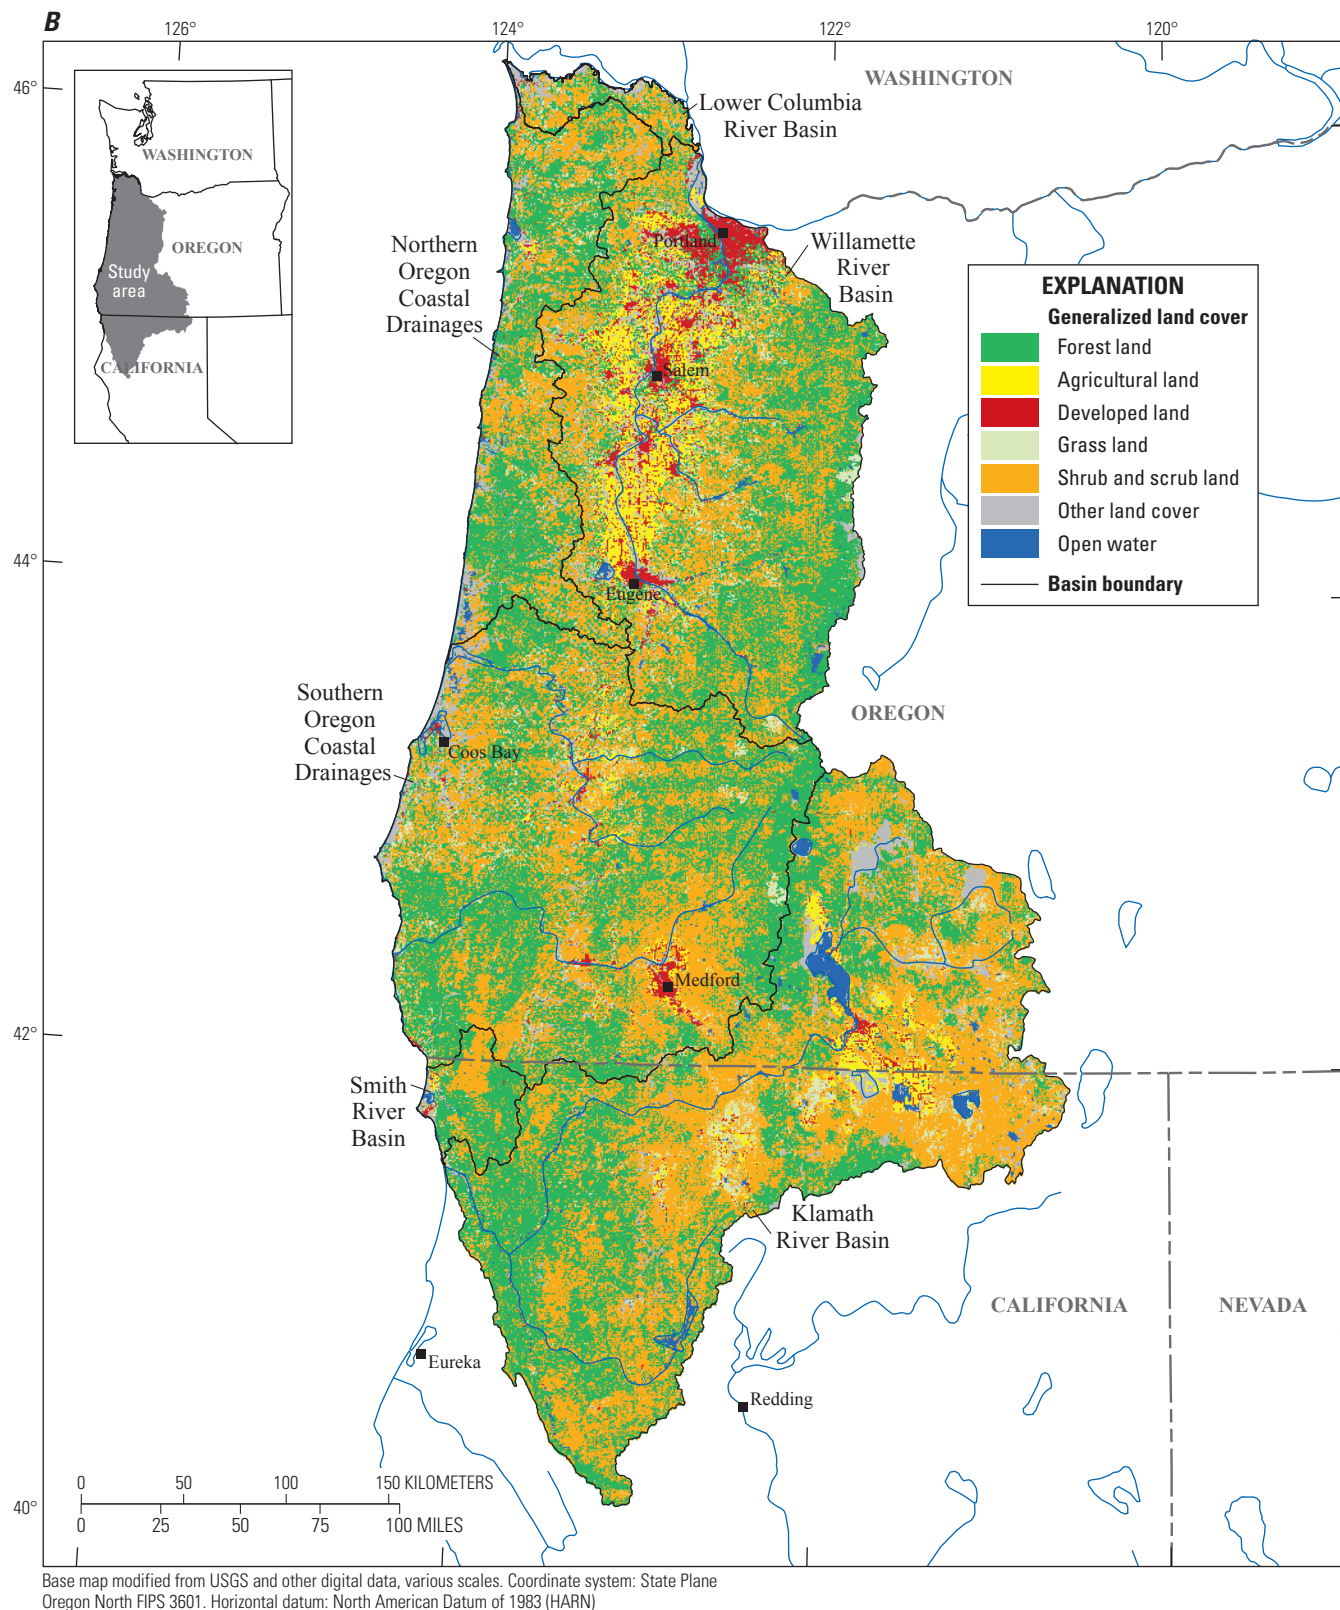 B
126°
124°
122°
120°
46°
44°
42°
40°
WASHINGTON
OREGON
Study
area
CALIFORNIA
WASHINGTON
Lower Columbia
River Basin
Portland
Willamette
River
Basin
Northern
Oregon
Coastal
Drainages
Salem
Eugene
EXPLANATION
Generalized land cover
Forest land
Agricultural land
Developed land
Grass land
Shrub and scrub land
Other land cover
Open water
Basin boundary
Southern
Oregon
Coastal
Drainages
Coos Bay
OREGON
Medford
Smith
River
Basin
Klamath
River Basin
CALIFORNIA
NEVADA
Eureka
Redding
0 50 100 150 KILOMETERS
0 25 50 75 100 MILES
Base map modified from USGS and other digital data, various scales. Coordinate system: State Plane
Oregon North FIPS 3601. Horizontal datum: North American Datum of 1983 (HARN)